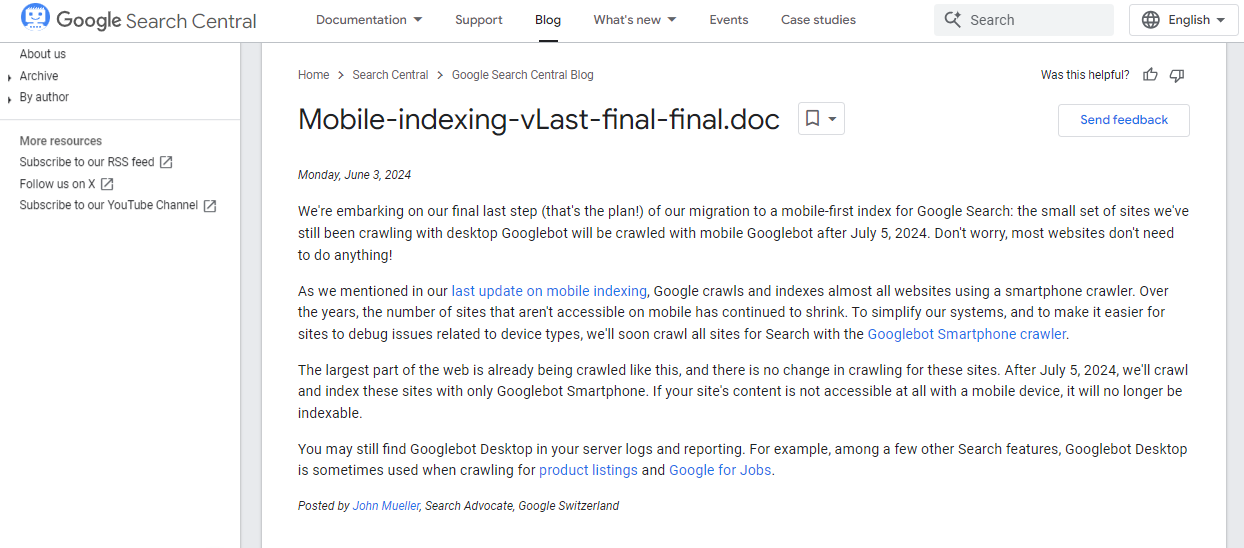 Google Search Central
Documentation
Support
Blog
What's new
Events
Case studies
Search
English
About us
Archive
By author
More resources
Subscribe to our RSS feed
Follow us on X
Subscribe to our YouTube Channel
Home
Search Central
Google Search Central Blog
Was this helpful?
Mobile-indexing-vLast-final-final.doc
Send feedback
Monday, June 3, 2024
We're embarking on our final last step (that's the plan!) of our migration to a mobile-first index for Google Search: the small set of sites we've
still been crawling with desktop Googlebot will be crawled with mobile Googlebot after July 5, 2024. Don't worry, most websites don't need
to do anything!
As we mentioned in our last update on mobile indexing, Google crawls and indexes almost all websites using a smartphone crawler. Over
the years, the number of sites that aren't accessible on mobile has continued to shrink. To simplify our systems, and to make it easier for
sites to debug issues related to device types, we'll soon crawl all sites for Search with the Googlebot Smartphone crawler.
The largest part of the web is already being crawled like this, and there is no change in crawling for these sites. After July 5, 2024, we'll crawl
and index these sites with only Googlebot Smartphone. If your site's content is not accessible at all with a mobile device, it will no longer be
indexable.
You may still find Googlebot Desktop in your server logs and reporting. For example, among a few other Search features, Googlebot Desktop
is sometimes used when crawling for product listings and Google for Jobs.
Posted by John Mueller, Search Advocate, Google Switzerland